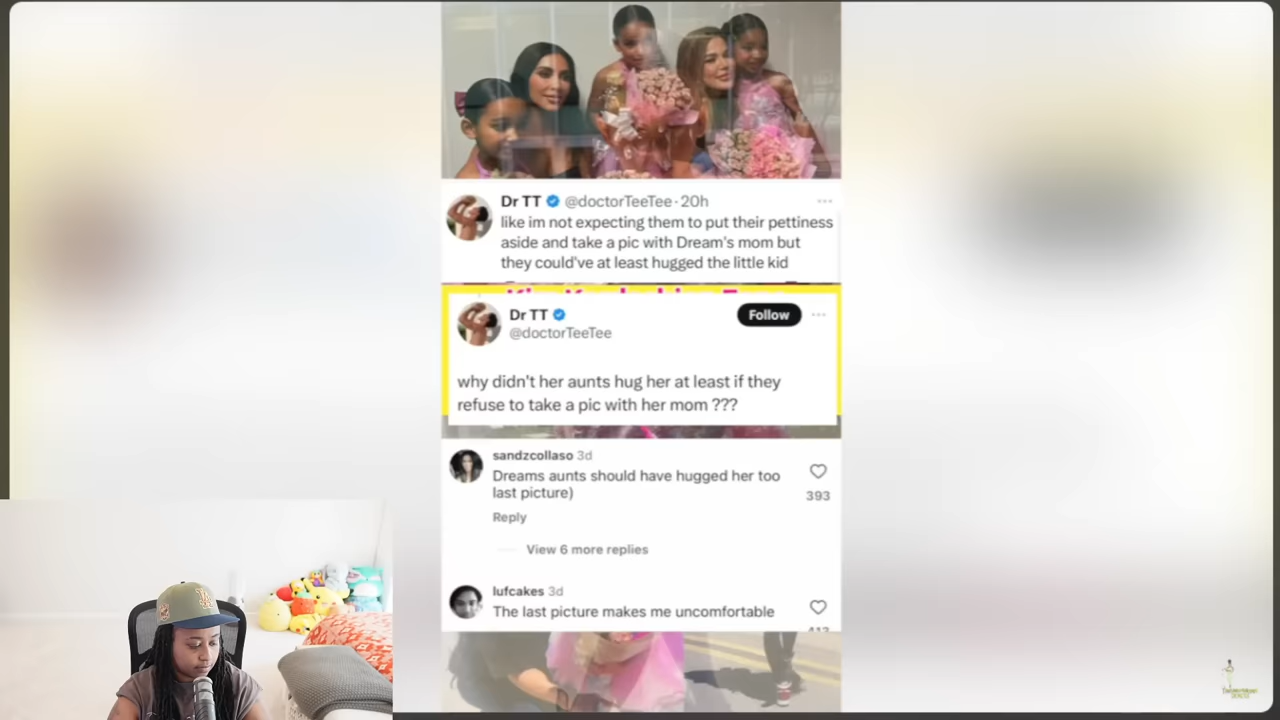 Dr TT @doctorTeeTee · 20h
like im not expecting them to put their pettiness
aside and take a pic with Dream's mom but
they could've at least hugged the little kid
Dr TT
@doctorTeeTee
Follow
why didn't her aunts hug her at least if they
refuse to take a pic with her mom ???
sandzcollaso 3d
Dreams aunts should have hugged her too
last picture)
393
Reply
View 6 more replies
lufcakes 3d
The last picture makes me uncomfortable